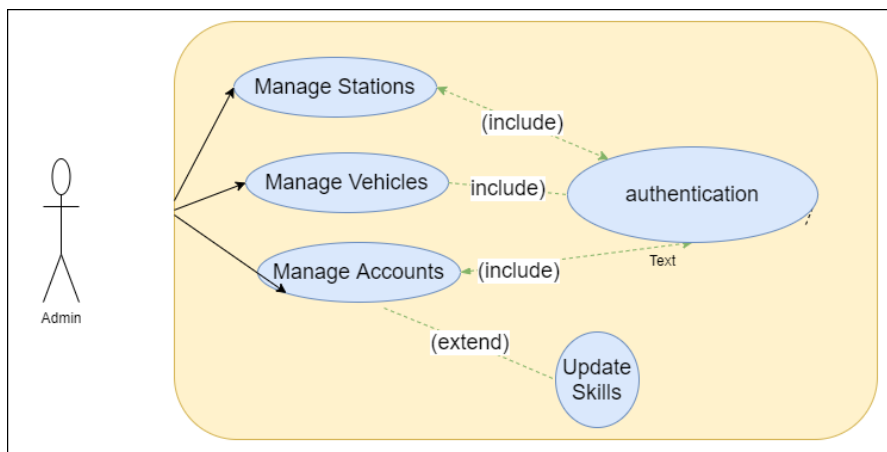 Manage Stations
(include)
Manage Vehicles
include)
authentication
Manage Accounts
(include)
Text
Admin
(extend)
Update
Skills